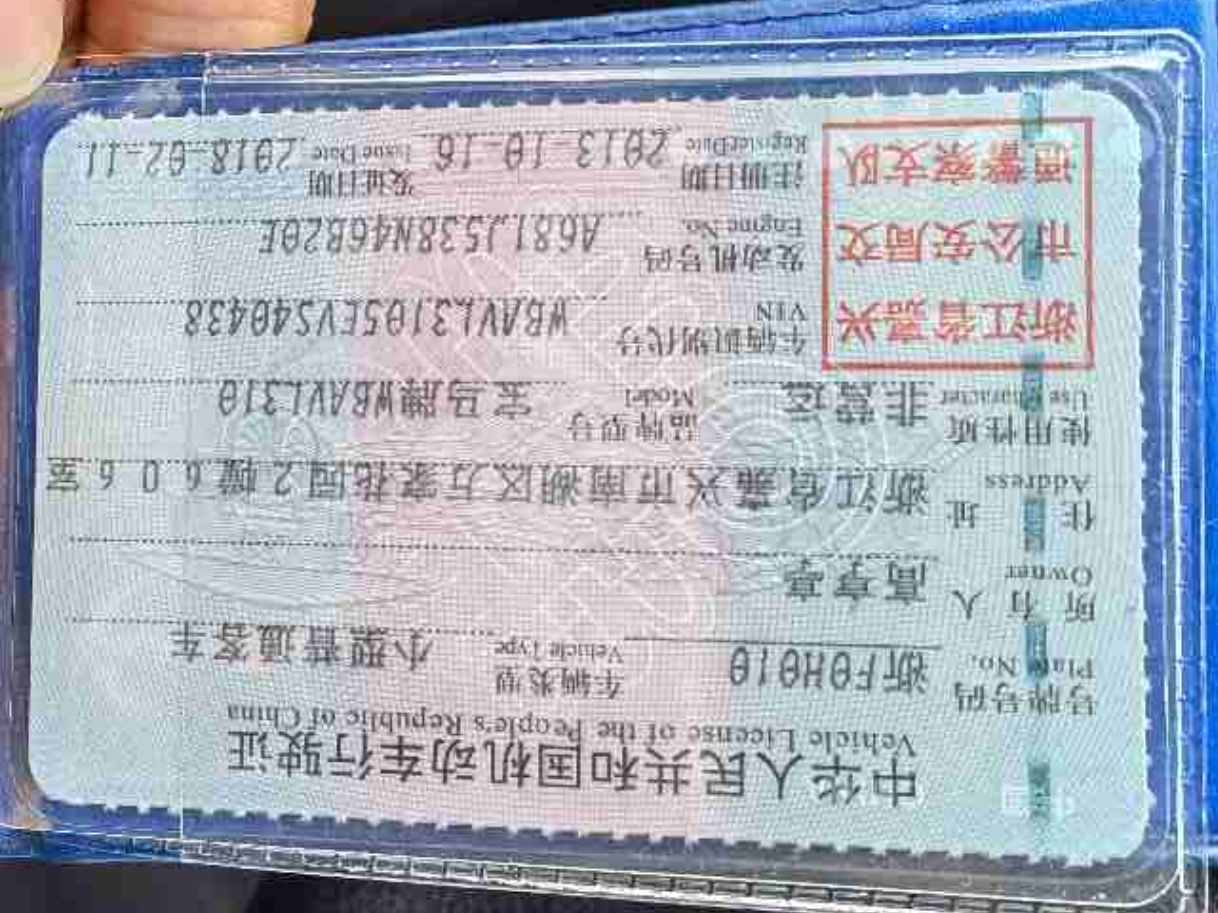 中华人民共和国机动车行驶证
Vehicle License of the People's Republic of China
号牌号码 浙F0H010 车辆类型 小型普通客车
Plate No. Vehicle Type
所有人 高亨亭
Owner
住址 浙江省嘉兴市南湖区万家花园2幢606室
Address
使用性质 非营运 品牌型号 宝马牌WBAVL310
Use Character Model
浙江省嘉兴
市公安局交
通警察支队
车辆识别代号 WBAVL3105EVS40438
VIN
发动机号码 A681J538N46B20E
Engine No.
注册日期 2013-10-16 发证日期 2018-02-11
RegisterDate Issue Date